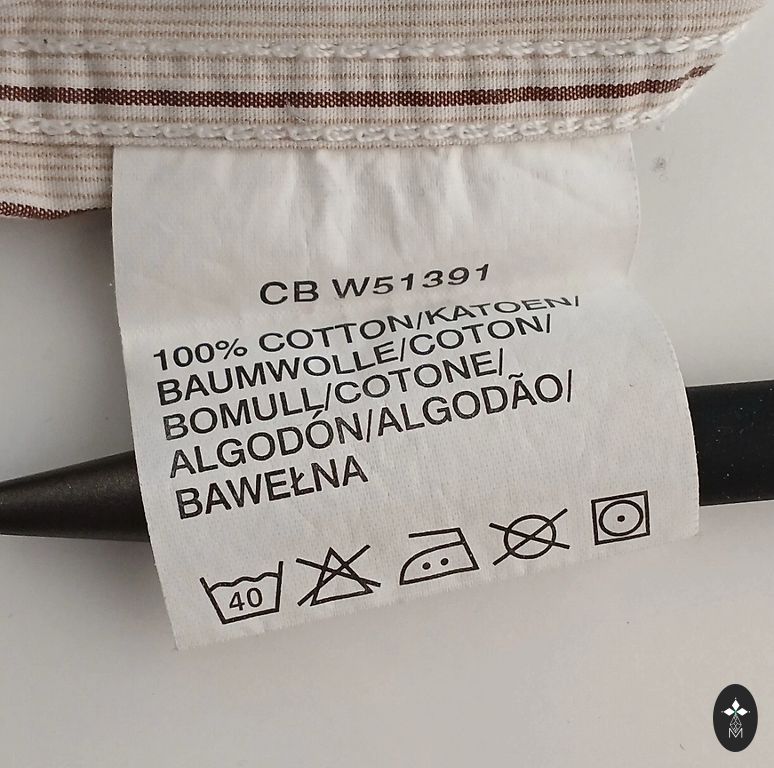 CB W51391
100% COTTON/KATOEN/
BAUMWOLLE/COTON/
BOMULL/COTONE/
ALGODÓN/ALGODÃO/
BAWEŁNA
40
M